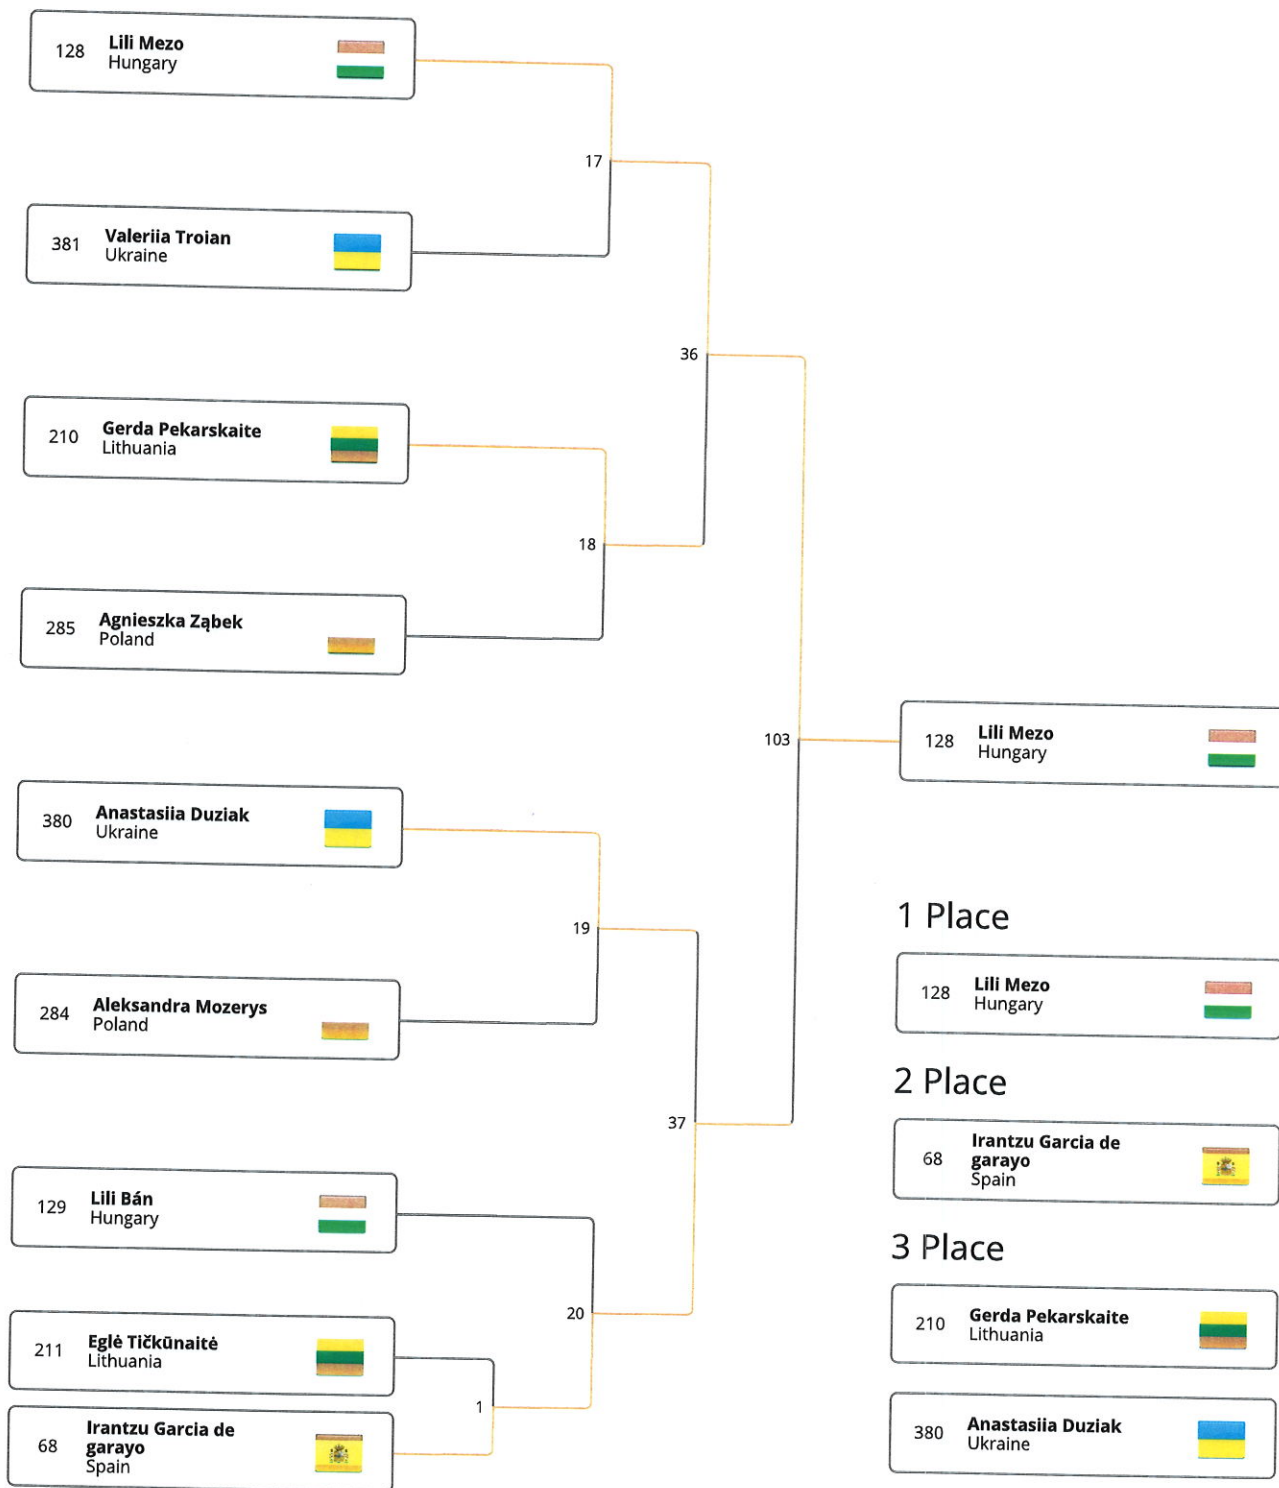 128
Lili Mezo
Hungary
17
381
Valeriia Troian
Ukraine
36
210
Gerda Pekarskaite
Lithuania
18
285
Agnieszka Ząbek
Poland
103
128
Lili Mezo
Hungary
380
Anastasiia Duziak
Ukraine
19
284
Aleksandra Mozerys
Poland
37
129
Lili Bán
Hungary
20
211
Eglė Tičkūnaitė
Lithuania
1
68
Irantzu Garcia de
garayo
Spain
1 Place
128
Lili Mezo
Hungary
2 Place
68
Irantzu Garcia de
garayo
Spain
3 Place
210
Gerda Pekarskaite
Lithuania
380
Anastasiia Duziak
Ukraine